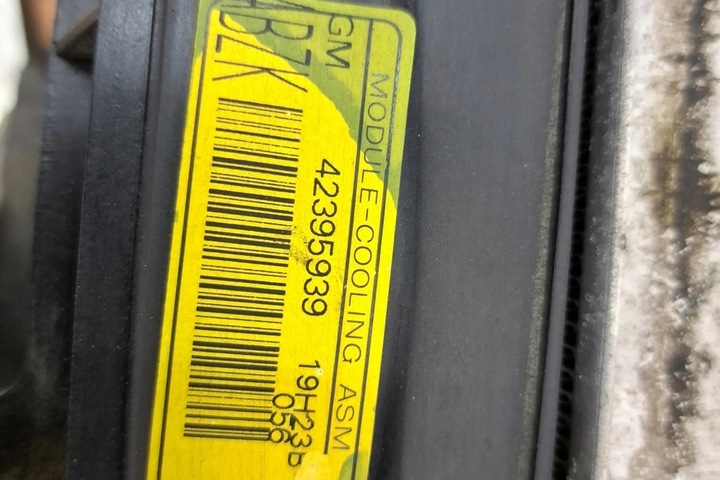 MODULE-COOLING ASM
GM
42395939 19H23
056